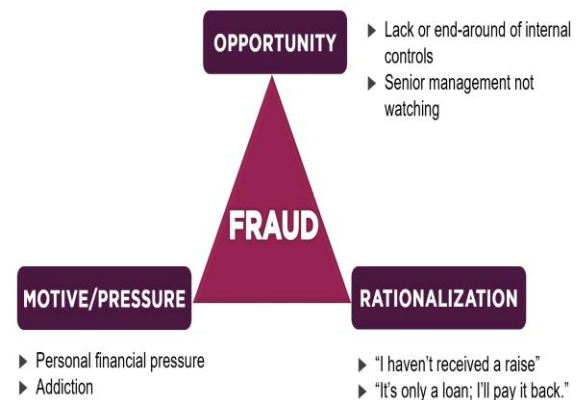 OPPORTUNITY
▶ Lack or end-around of internal
controls
▶ Senior management not
watching
FRAUD
MOTIVE/PRESSURE
▶ Personal financial pressure
▶ Addiction
RATIONALIZATION
▶ “I haven’t received a raise”
▶ “It’s only a loan; I’ll pay it back.”